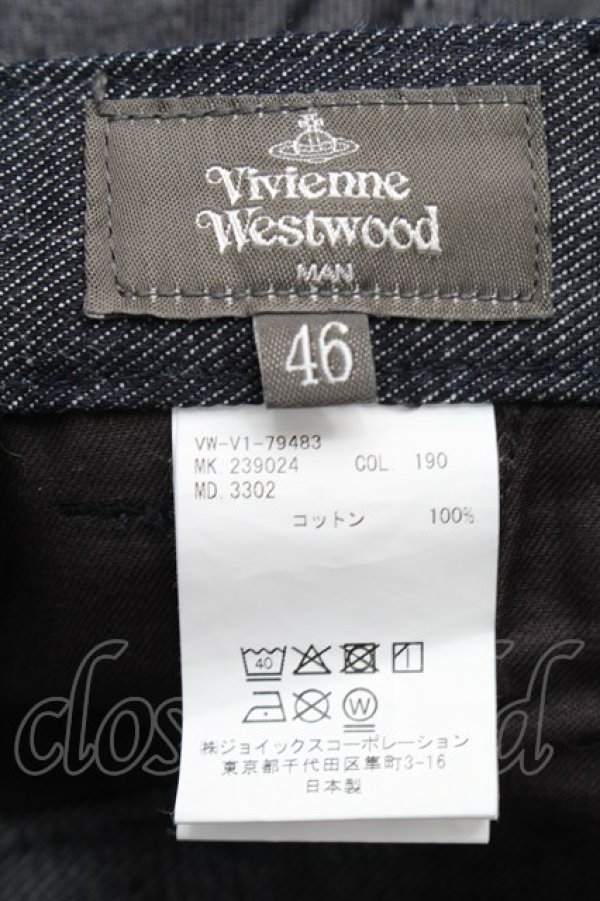 Vivienne
Westwood
MAN
46
VW-V1-79483
MK. 239024 COL. 190
MD. 3302
コットン 100%
40
W
株ジョイックスコーポレーション
東京都千代田区隼町3-16
日本製